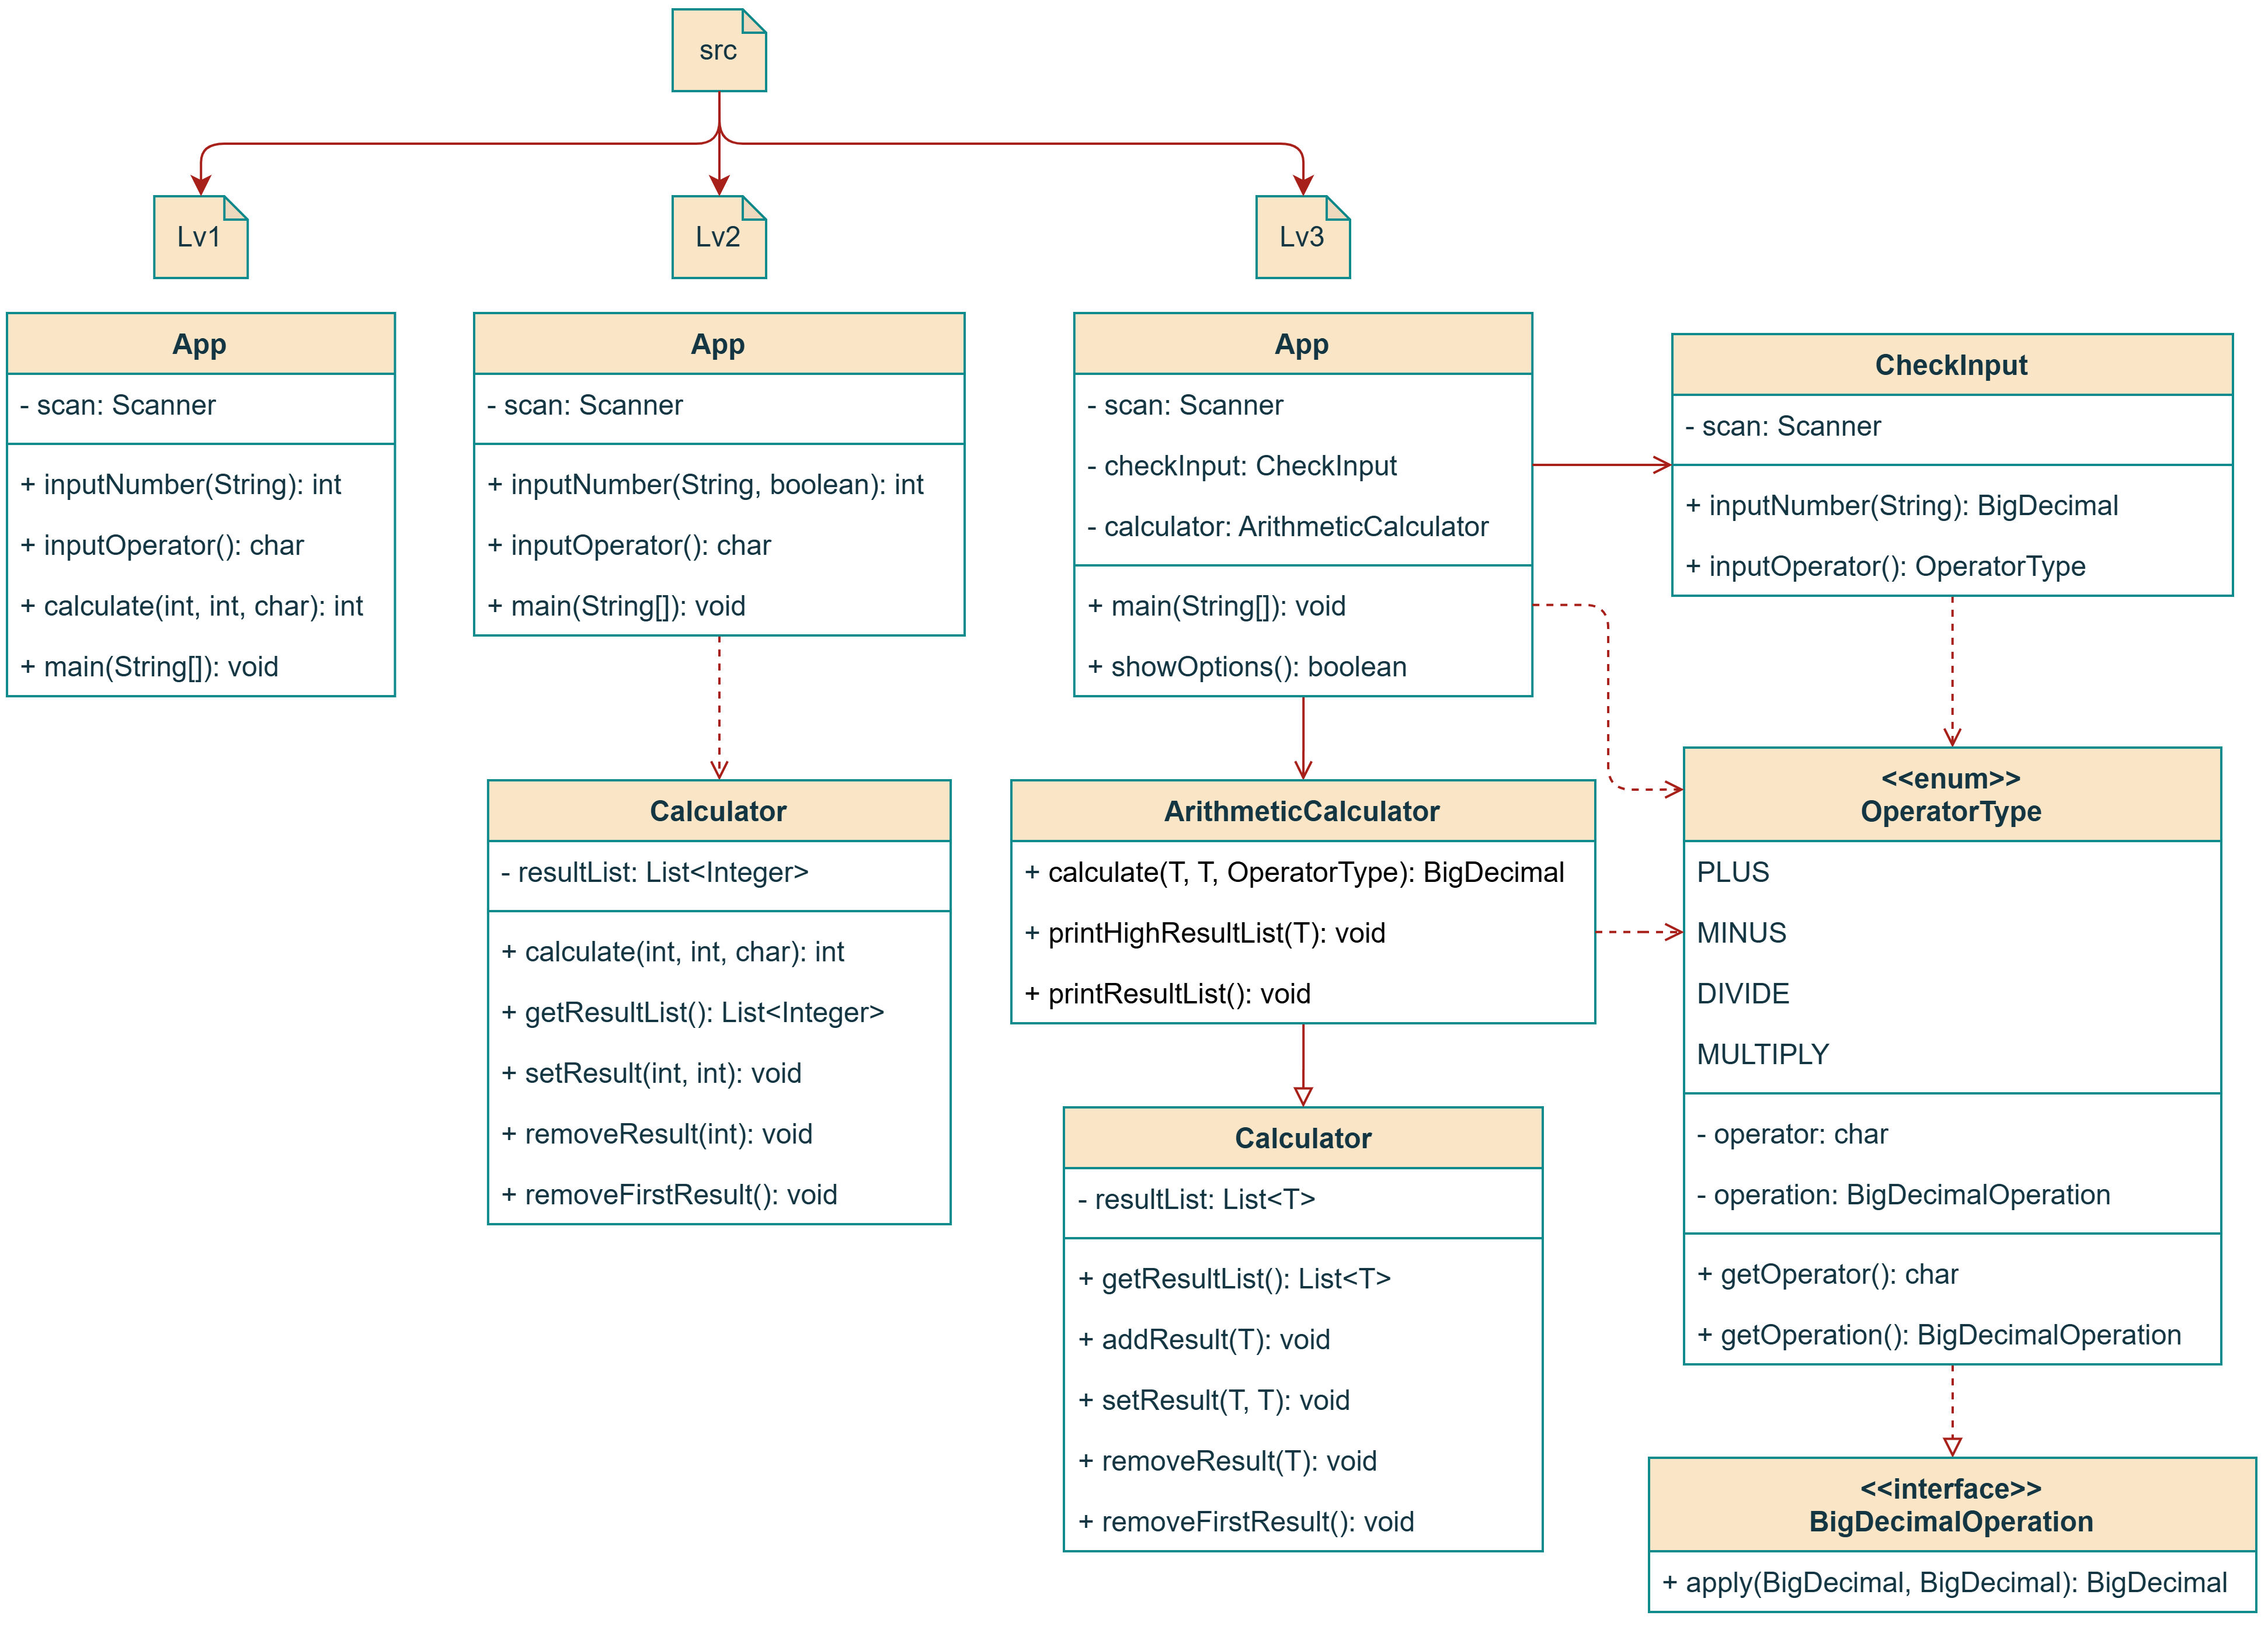 src
Lv1
Lv2
Lv3
App
- scan: Scanner
+ inputNumber(String): int
+ inputOperator(): char
+ calculate(int, int, char): int
+ main(String[]): void
App
- scan: Scanner
+ inputNumber(String, boolean): int
+ inputOperator(): char
+ main(String[]): void
Calculator
- resultList: List<Integer>
+ calculate(int, int, char): int
+ getResultList(): List<Integer>
+ setResult(int, int): void
+ removeResult(int): void
+ removeFirstResult(): void
App
- scan: Scanner
- checkInput: CheckInput
- calculator: ArithmeticCalculator
+ main(String[]): void
+ showOptions(): boolean
ArithmeticCalculator
+ calculate(T, T, OperatorType): BigDecimal
+ printHighResultList(T): void
+ printResultList(): void
Calculator
- resultList: List<T>
+ getResultList(): List<T>
+ addResult(T): void
+ setResult(T, T): void
+ removeResult(T): void
+ removeFirstResult(): void
CheckInput
- scan: Scanner
+ inputNumber(String): BigDecimal
+ inputOperator(): OperatorType
<<enum>>
OperatorType
PLUS
MINUS
DIVIDE
MULTIPLY
- operator: char
- operation: BigDecimalOperation
+ getOperator(): char
+ getOperation(): BigDecimalOperation
<<interface>>
BigDecimalOperation
+ apply(BigDecimal, BigDecimal): BigDecimal